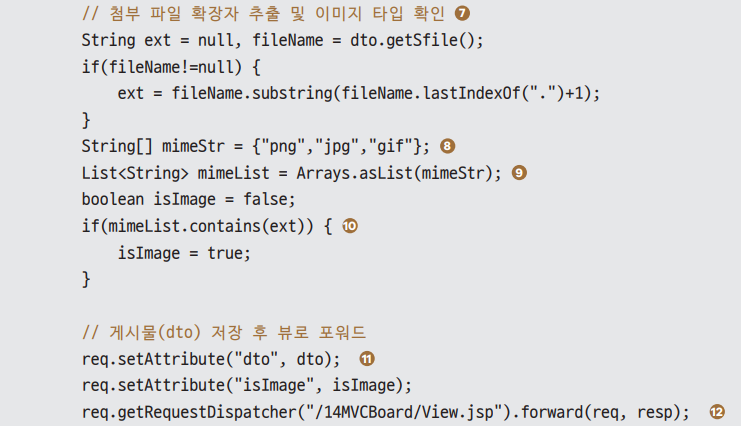 // 첨부 파일 확장자 추출 및 이미지 타입 확인 ❼
String ext = null, fileName = dto.getSfile();
if(fileName!=null) {
    ext = fileName.substring(fileName.lastIndexOf(".")+1);
}
String[] mimeStr = {"png","jpg","gif"}; ❽
List<String> mimeList = Arrays.asList(mimeStr); ❾
boolean isImage = false;
if(mimeList.contains(ext)) { ❿
    isImage = true;
}
// 게시물(dto) 저장 후 뷰로 포워드
req.setAttribute("dto", dto); ⓫
req.setAttribute("isImage", isImage);
req.getRequestDispatcher("/14MVCBoard/View.jsp").forward(req, resp); ⓬